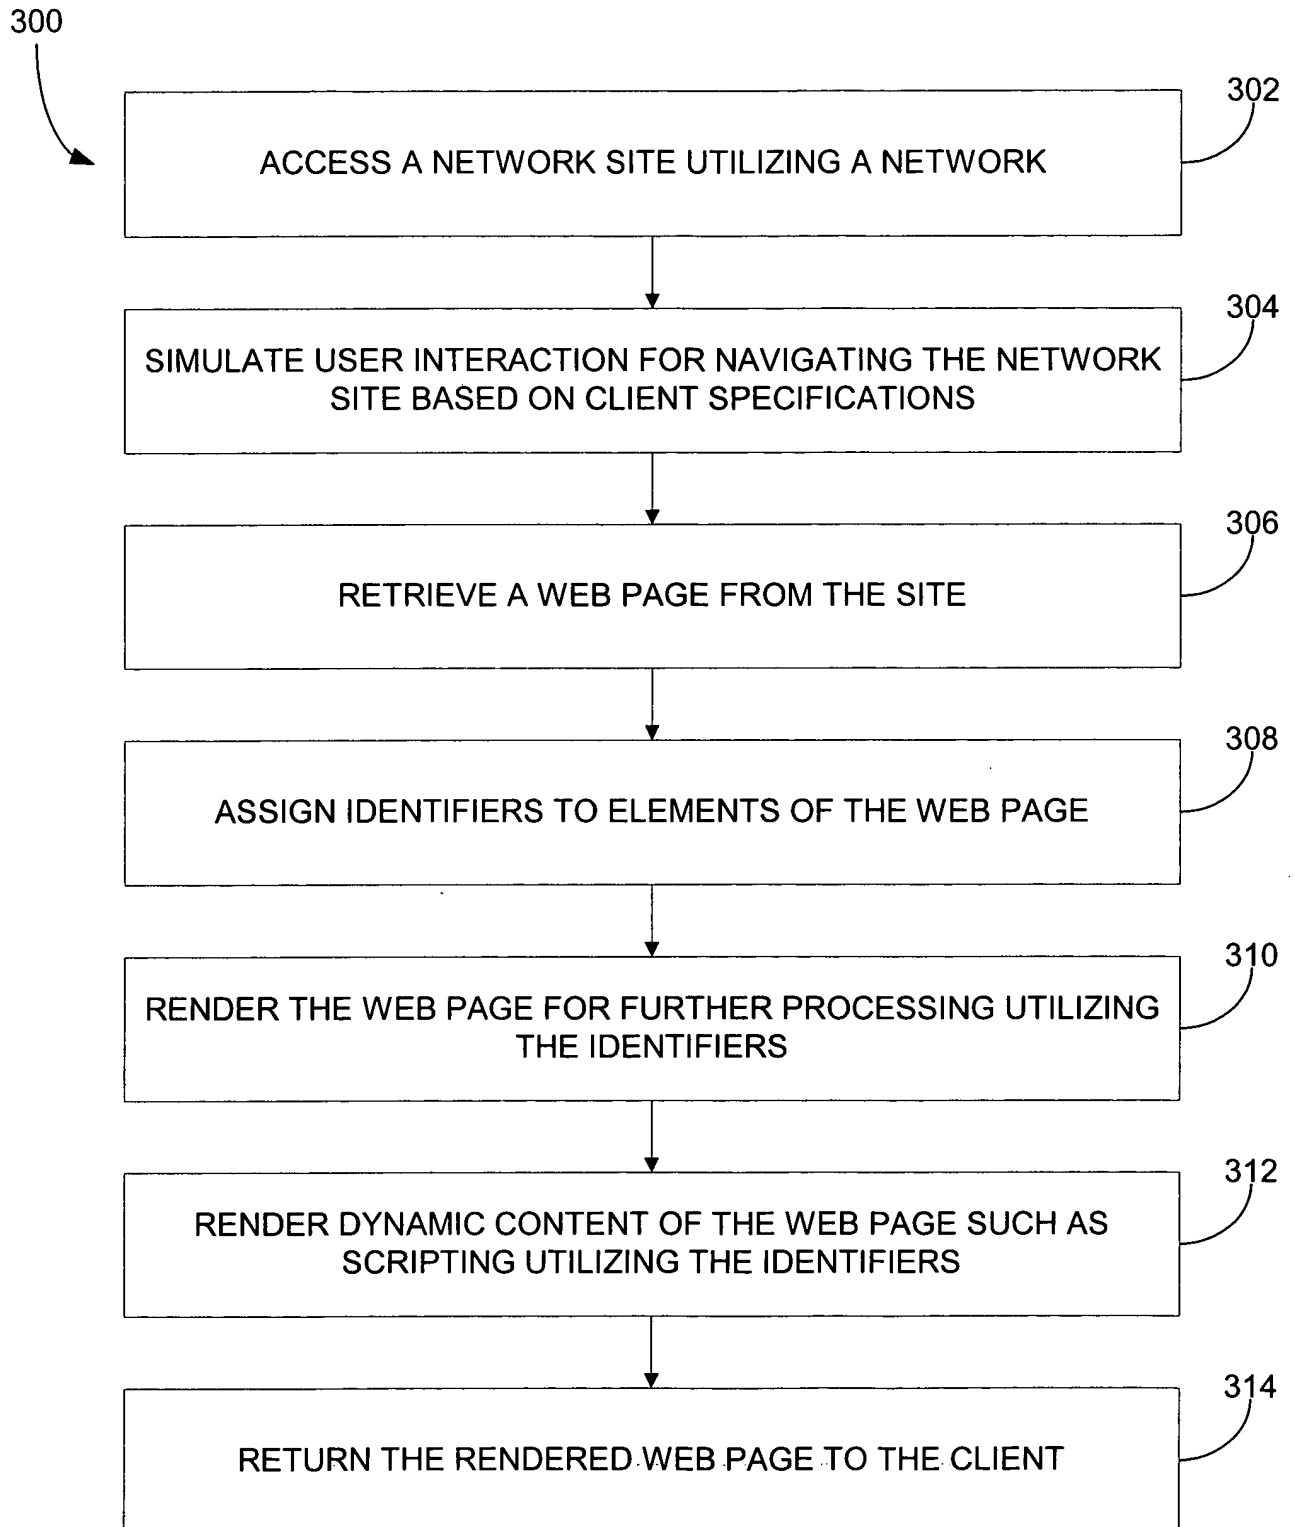 300
302
ACCESS A NETWORK SITE UTILIZING A NETWORK
304
SIMULATE USER INTERACTION FOR NAVIGATING THE NETWORK
SITE BASED ON CLIENT SPECIFICATIONS
306
RETRIEVE A WEB PAGE FROM THE SITE
308
ASSIGN IDENTIFIERS TO ELEMENTS OF THE WEB PAGE
310
RENDER THE WEB PAGE FOR FURTHER PROCESSING UTILIZING
THE IDENTIFIERS
312
RENDER DYNAMIC CONTENT OF THE WEB PAGE SUCH AS
SCRIPTING UTILIZING THE IDENTIFIERS
314
RETURN THE RENDERED WEB PAGE TO THE CLIENT